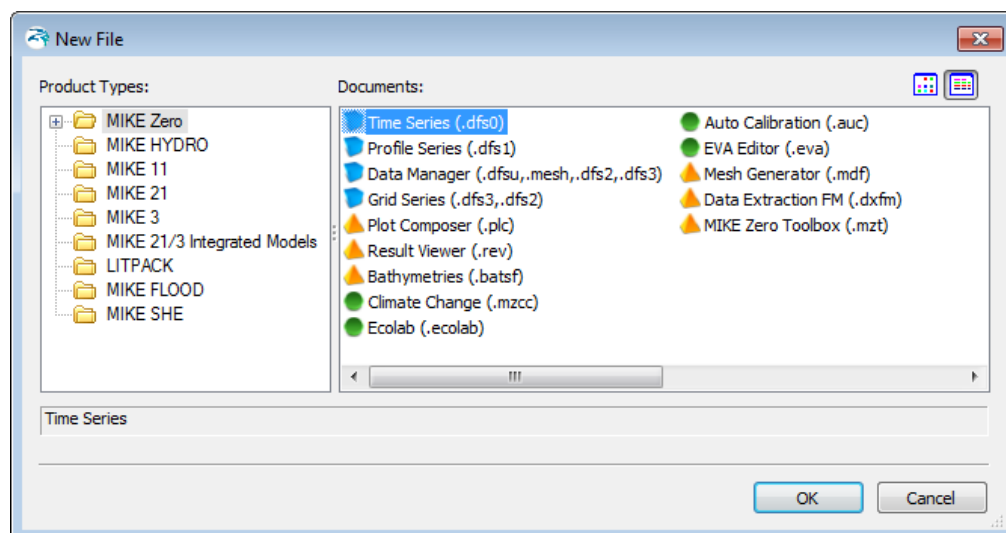 New File
Product Types:
MIKE Zero
MIKE HYDRO
MIKE 11
MIKE 21
MIKE 3
MIKE 21/3 Integrated Models
LITPACK
MIKE FLOOD
MIKE SHE
Documents:
Time Series (.dfs0)
Profile Series (.dfs1)
Data Manager (.dfsu,.mesh,.dfs2,.dfs3)
Grid Series (.dfs3,.dfs2)
Plot Composer (.plc)
Result Viewer (.rev)
Bathymetries (.batsf)
Climate Change (.mzcc)
Ecolab (.ecolab)
Auto Calibration (.auc)
EVA Editor (.eva)
Mesh Generator (.mdf)
Data Extraction FM (.dxfm)
MIKE Zero Toolbox (.mzt)
Time Series
OK
Cancel